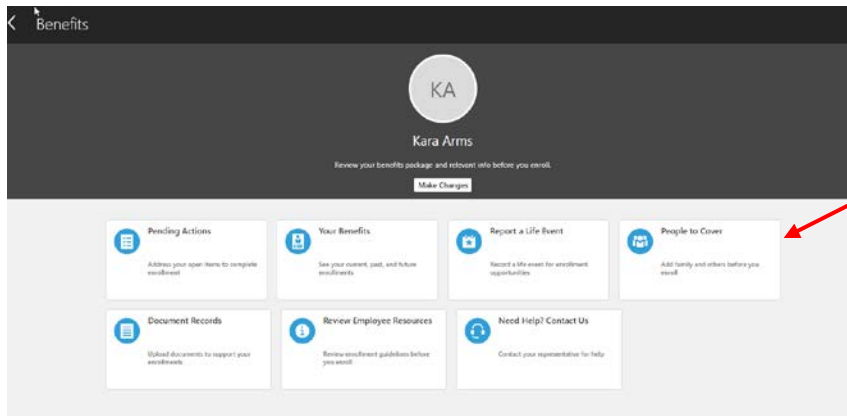 Benefits
KA
Kara Arms
Review your benefits package and relevant info before you enroll.
Make Changes
Pending Actions
Address your open items to complete
enrollment
Your Benefits
See your current, past, and future
enrollments
Report a Life Event
Record a life event for enrollment
opportunities
People to Cover
Add family and others before you
enroll
Document Records
Upload documents to support your
enrollments
Review Employee Resources
Review enrollment guidelines before
you enroll
Need Help? Contact Us
Contact your representative for help